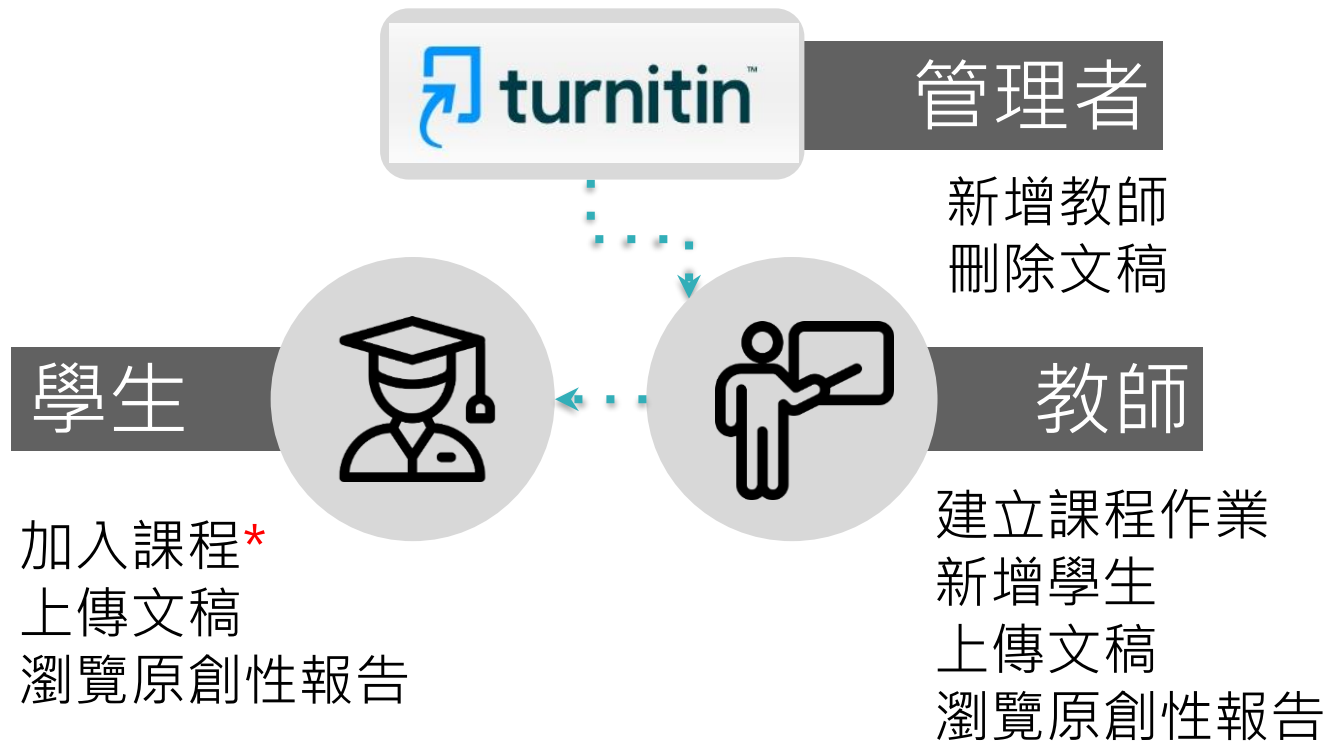 turnitin™
管理者
新增教師
刪除文稿
學生
教師
加入課程*
上傳文稿
瀏覽原創性報告
建立課程作業
新增學生
上傳文稿
瀏覽原創性報告